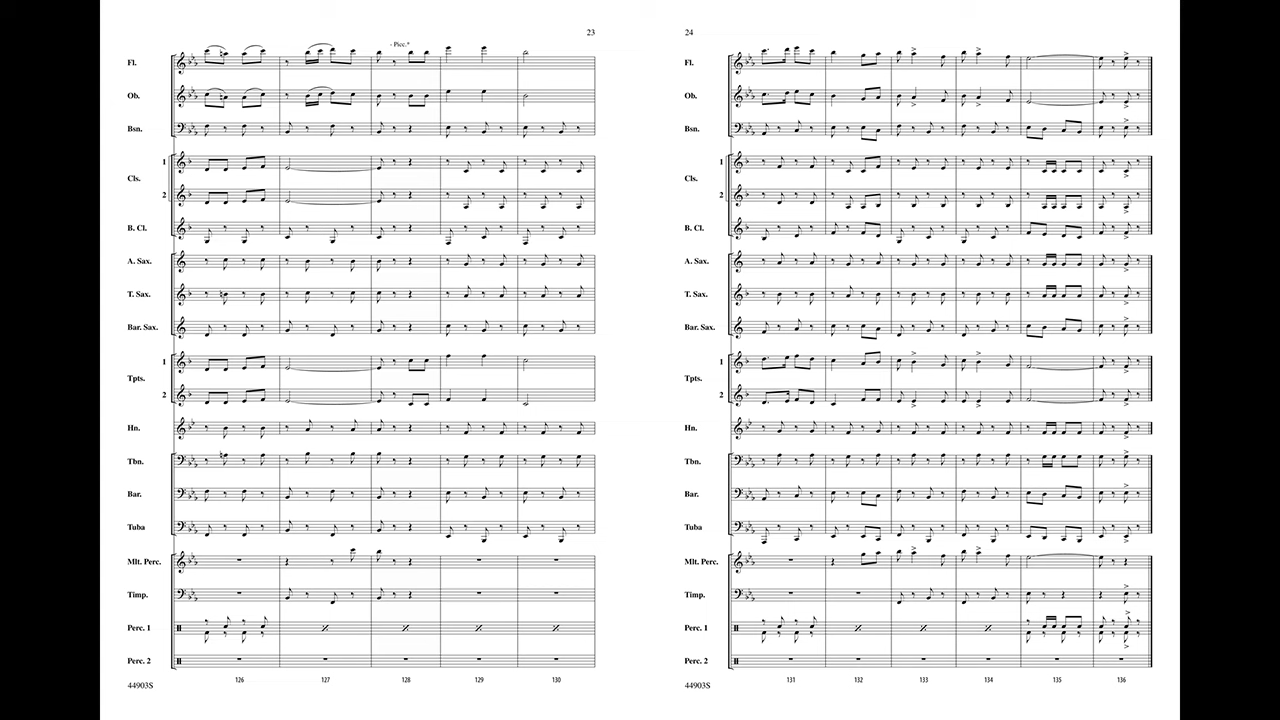 23
- Picc.*
Fl.
Ob.
Bsn.
1
Cls.
2
B. Cl.
A. Sax.
T. Sax.
Bar. Sax.
1
Tpts.
2
Hn.
Tbn.
Bar.
Tuba
Mlt. Perc.
Timp.
Perc. 1
Perc. 2
126 127 128 129 130
44903S
24
Fl.
Ob.
Bsn.
1
Cls.
2
B. Cl.
A. Sax.
T. Sax.
Bar. Sax.
1
Tpts.
2
Hn.
Tbn.
Bar.
Tuba
Mlt. Perc.
Timp.
Perc. 1
Perc. 2
131 132 133 134 135 136
44903S